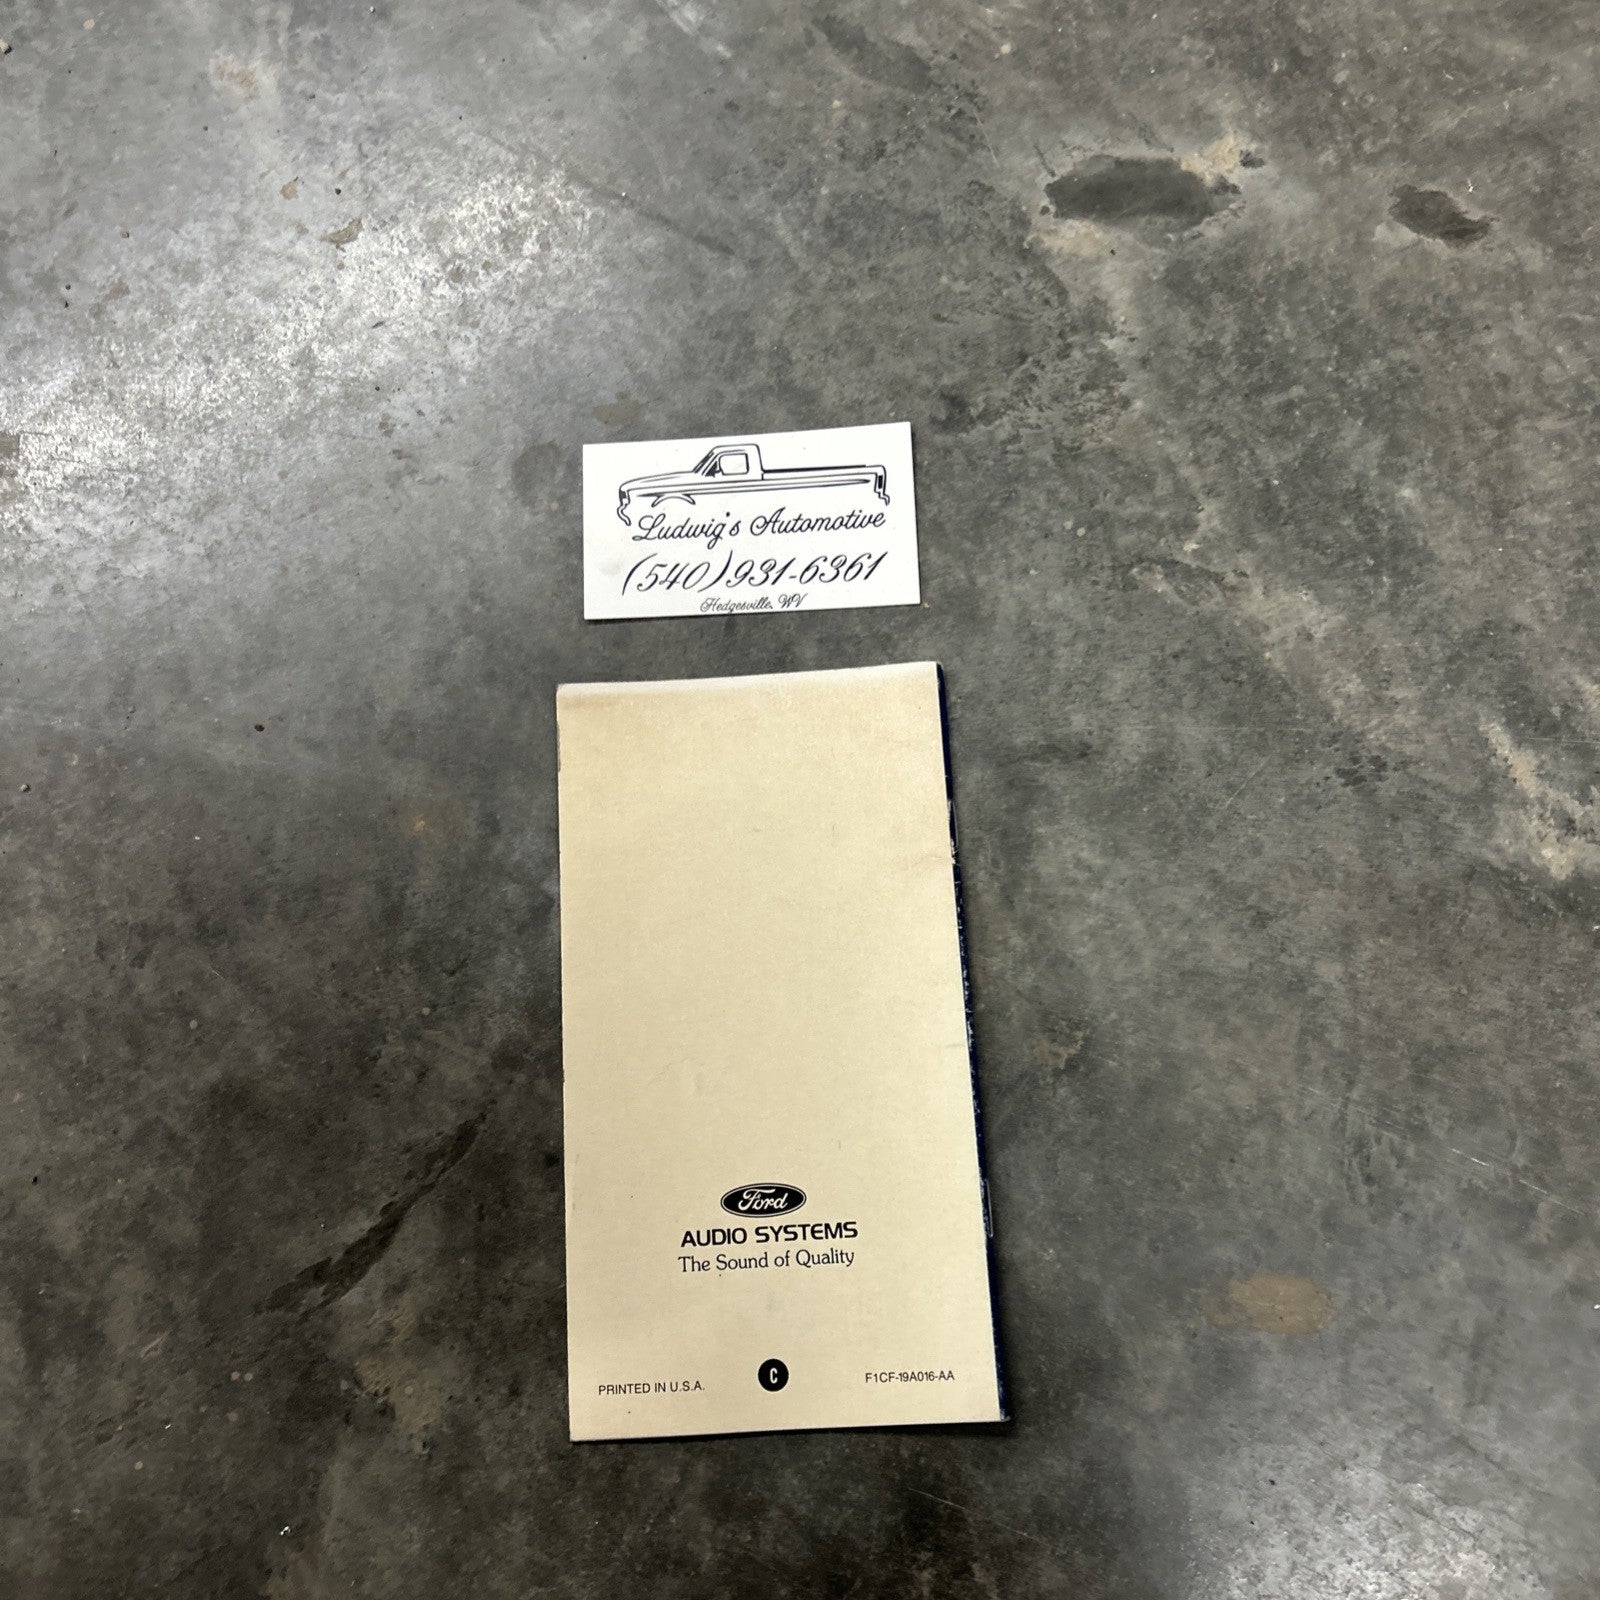 Ludwig's Automotive
(540)931-6361
Hedgesville, WV
Ford
AUDIO SYSTEMS
The Sound of Quality
PRINTED IN U.S.A. C F1CF-19A016-AA